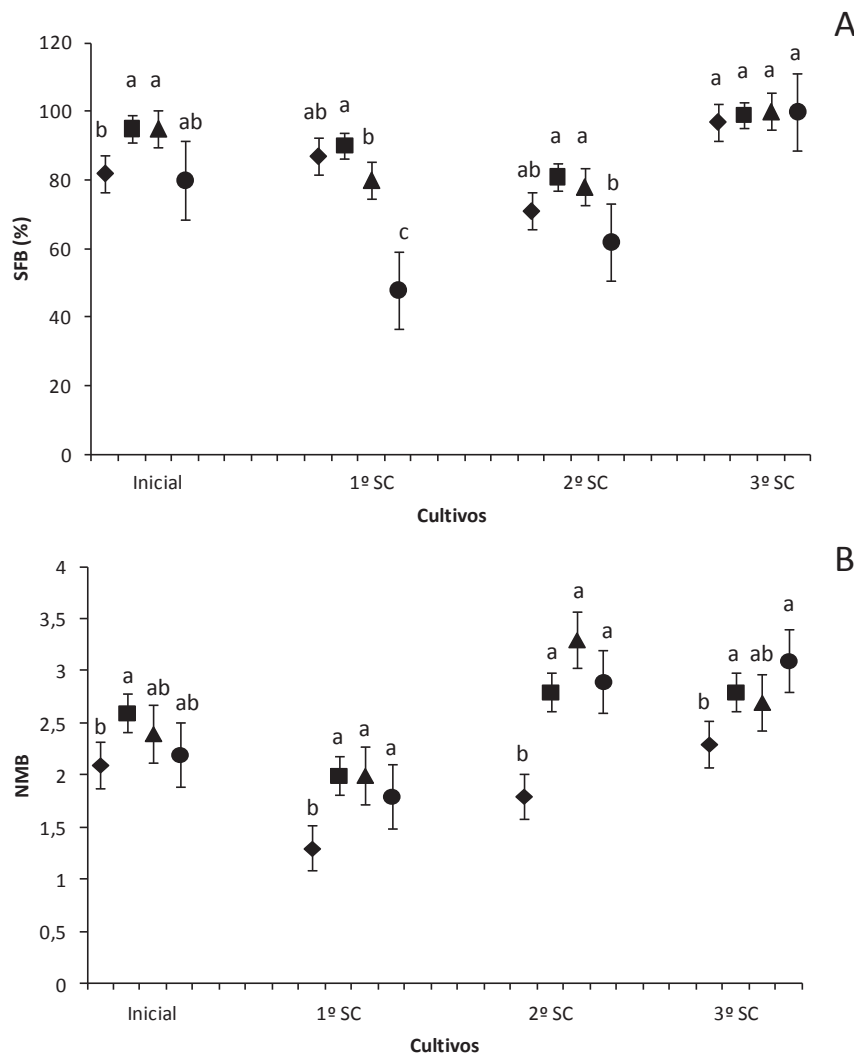 A
120
100
80
60
40
20
0
SFB (%)
b a a ab
ab a b c
ab a a b
a a a a
Inicial 1º SC 2º SC 3º SC
Cultivos
B
4
3,5
3
2,5
2
1,5
1
0,5
0
NMB
b a ab ab
b a a a
b a a a
b a ab a
Inicial 1º SC 2º SC 3º SC
Cultivos